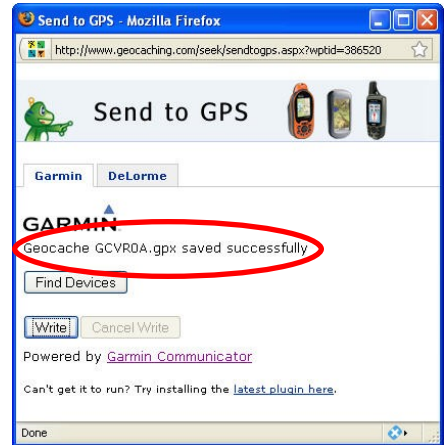 Send to GPS - Mozilla Firefox
http://www.geocaching.com/seek/sendtogps.aspx?wptid=386520
Send to GPS
Garmin DeLorme
GARMIN
Geocache GCVR0A.gpx saved successfully
Find Devices
Write Cancel Write
Powered by Garmin Communicator
Can't get it to run? Try installing the latest plugin here.
Done